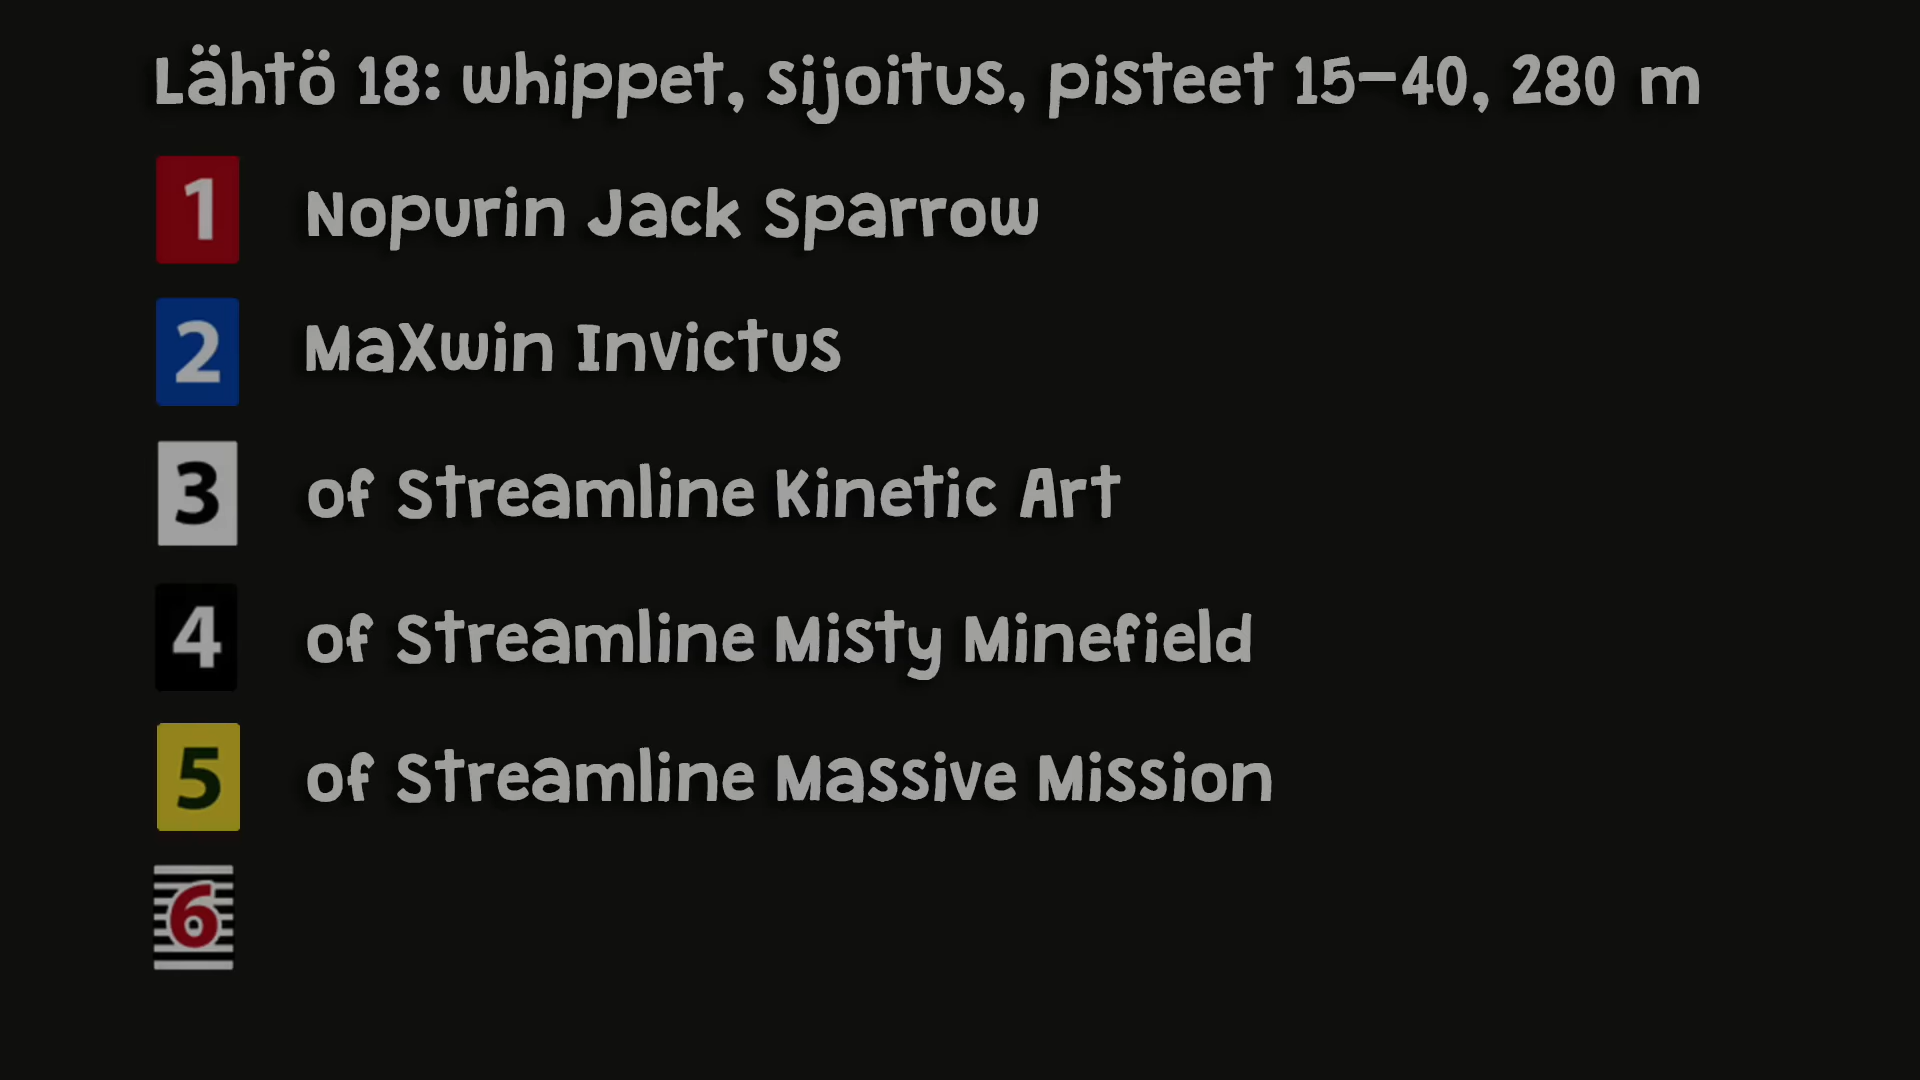 Lähtö 18: whippet, sijoitus, pisteet 15–40, 280 m
1 Nopurin Jack Sparrow
2 MaXwin Invictus
3 of Streamline Kinetic Art
4 of Streamline Misty Minefield
5 of Streamline Massive Mission
6